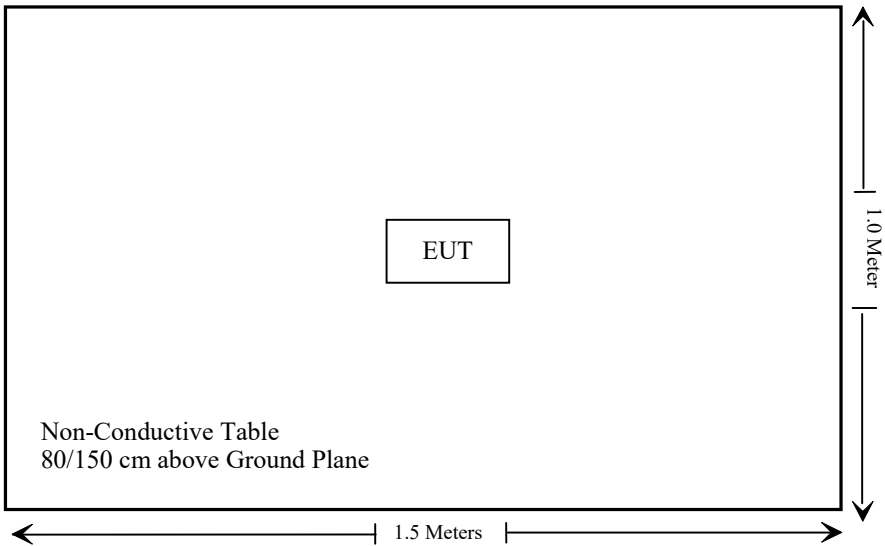 EUT
1.0 Meter
Non-Conductive Table
80/150 cm above Ground Plane
1.5 Meters